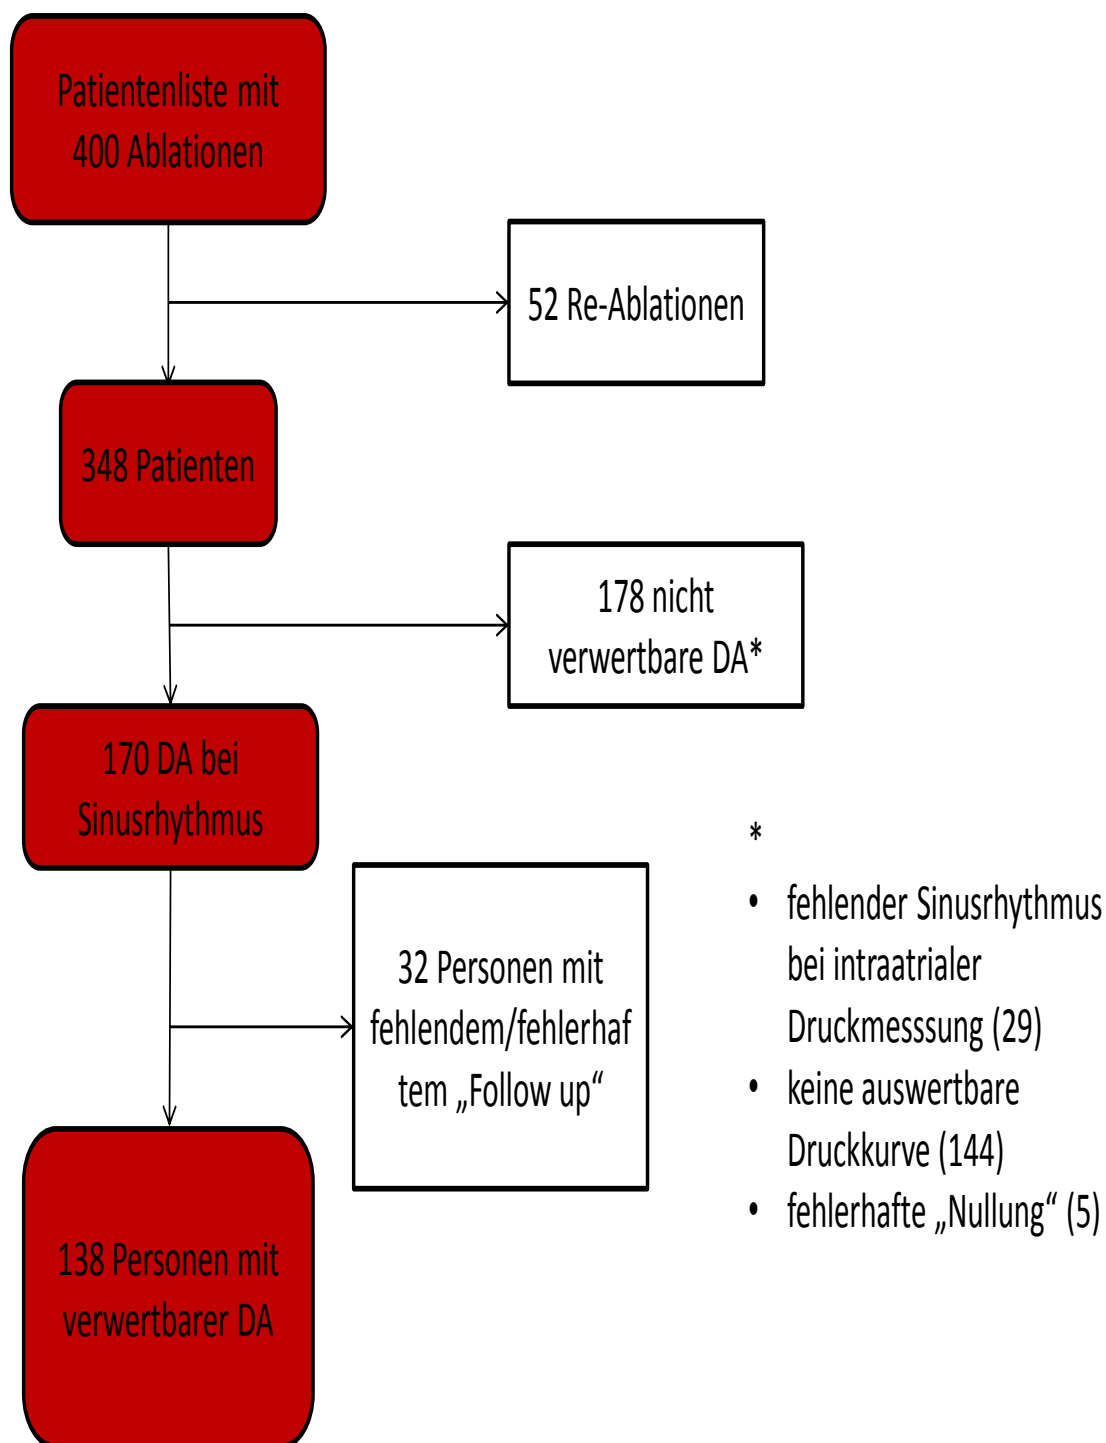 Patientenliste mit
400 Ablationen
52 Re-Ablationen
348 Patienten
178 nicht
verwertbare DA*
170 DA bei
Sinusrhythmus
32 Personen mit
fehlendem/fehlerhaf
tem „Follow up“
138 Personen mit
verwertbarer DA
*
• fehlender Sinusrhythmus
bei intraatrialer
Druckmesssung (29)
• keine auswertbare
Druckkurve (144)
• fehlerhafte „Nullung“ (5)